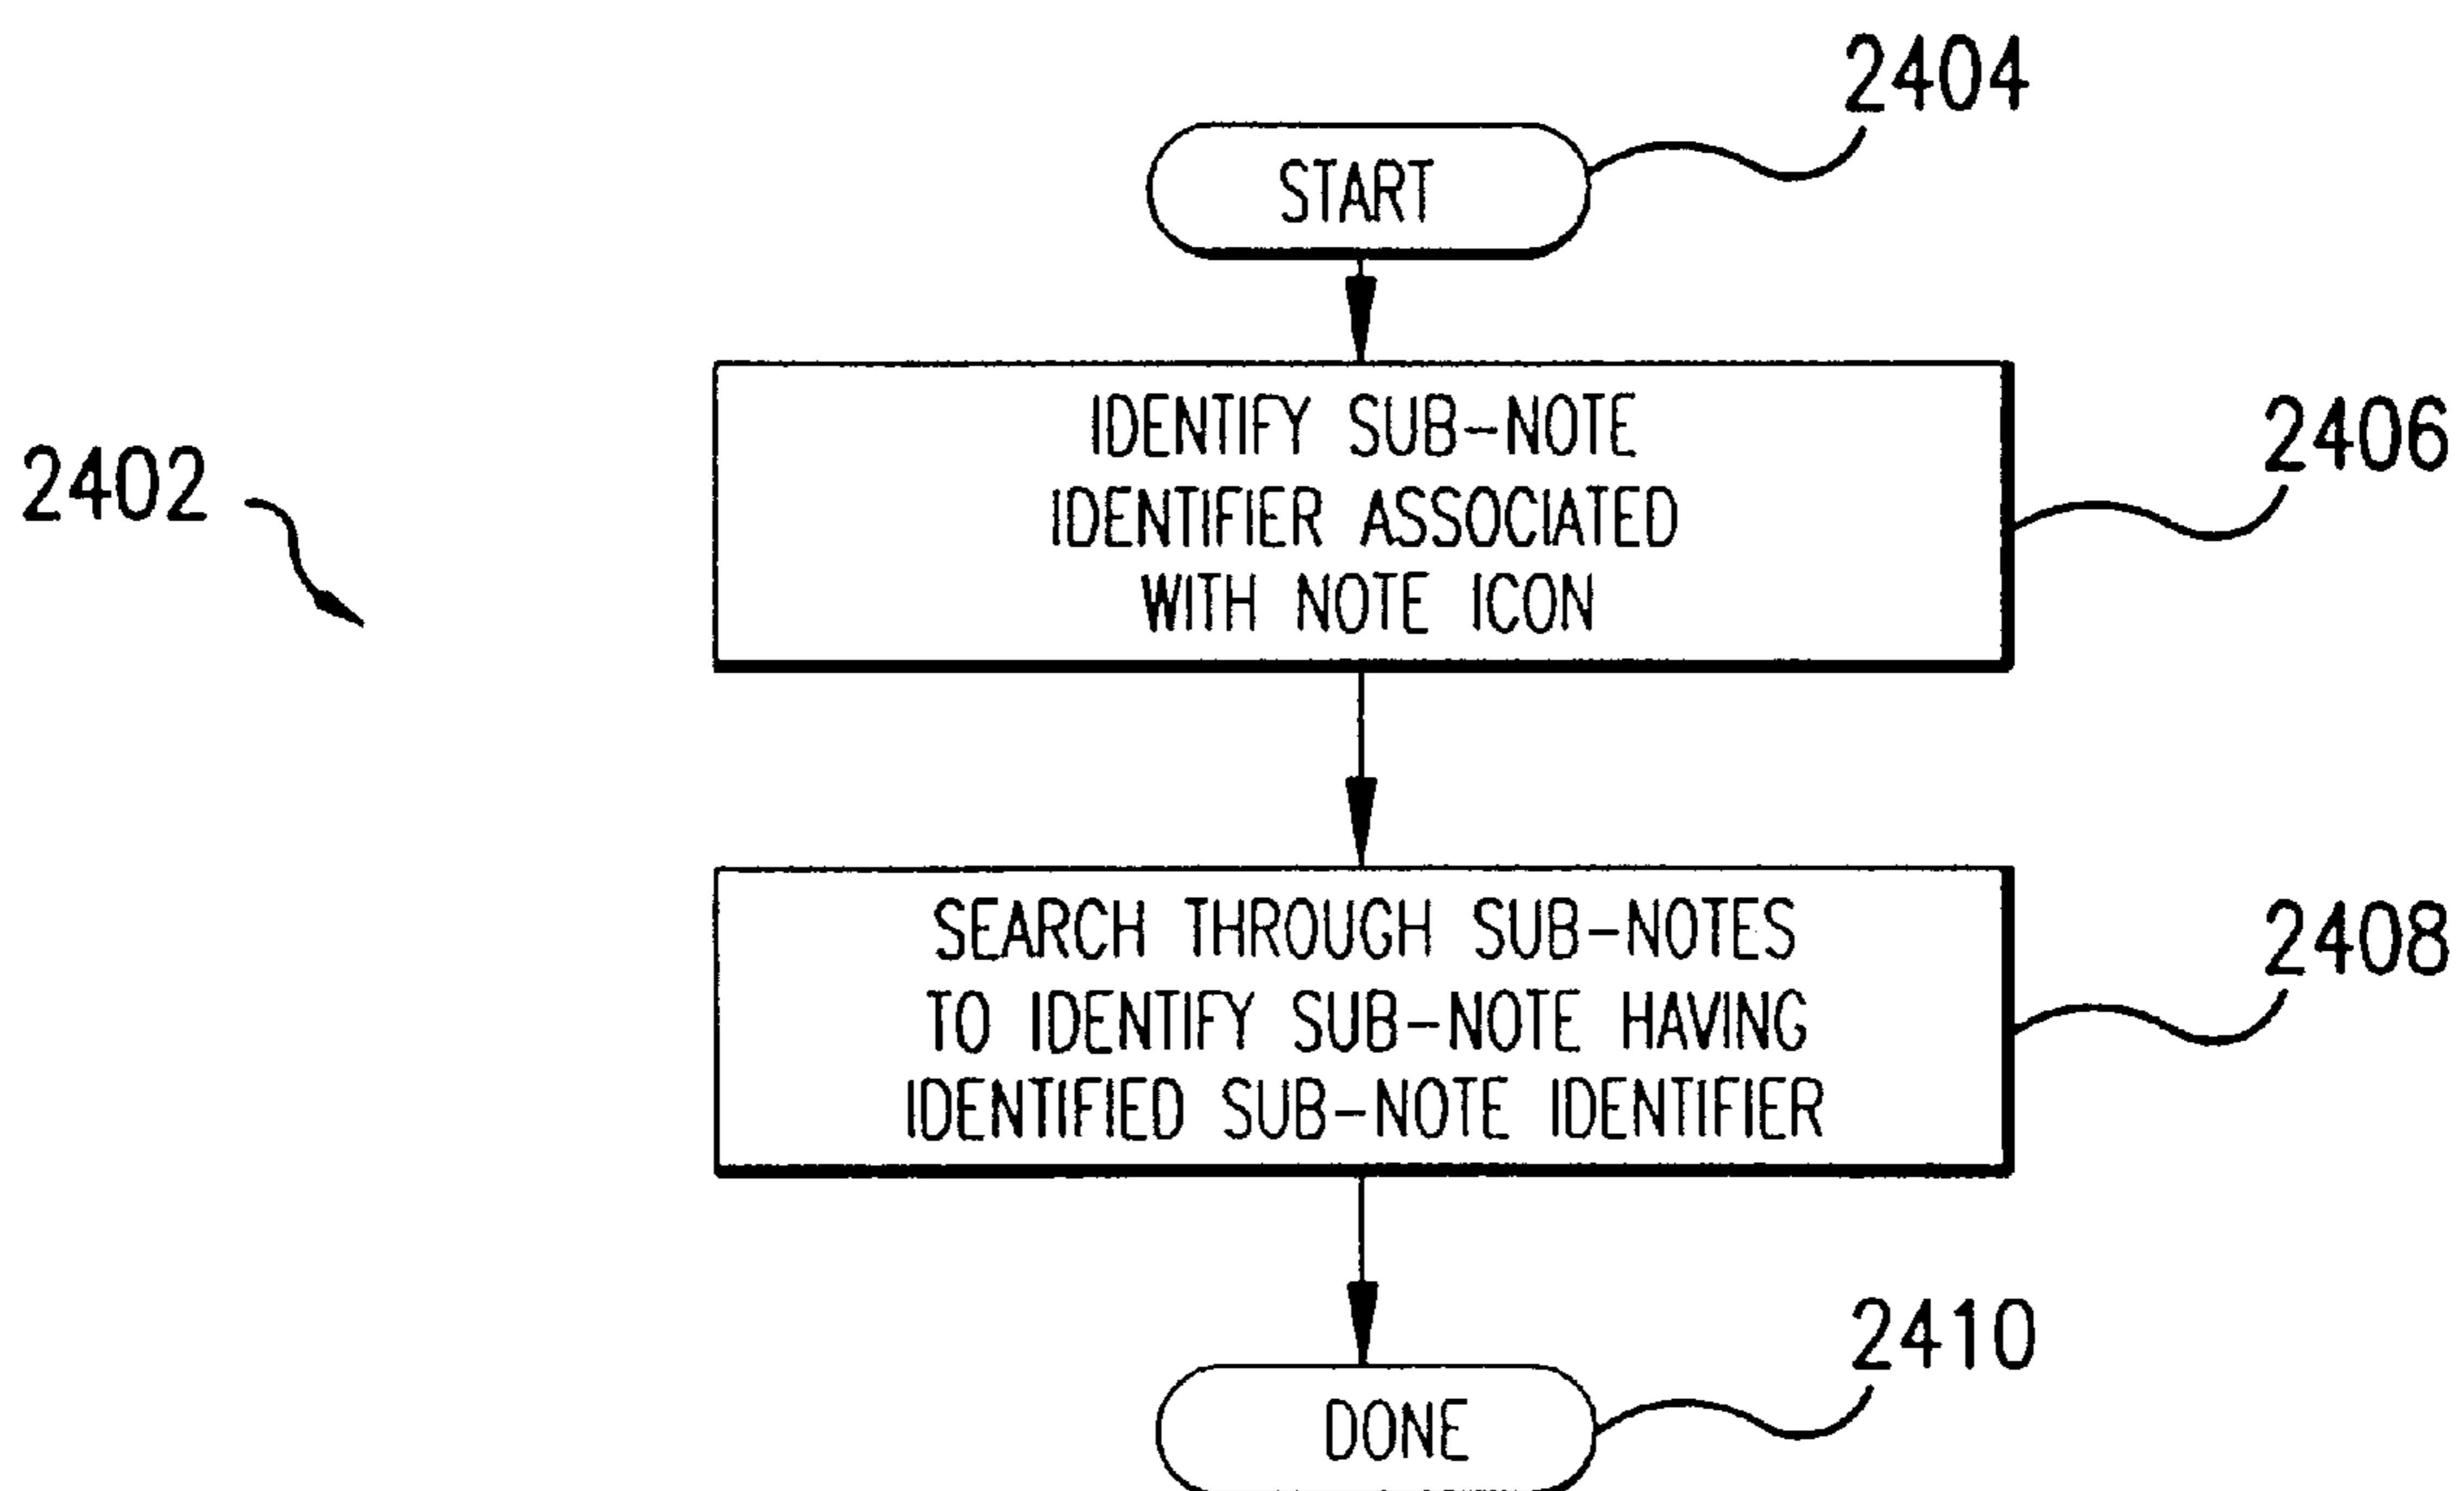 2404
START
IDENTIFY SUB-NOTE
IDENTIFIER ASSOCIATED
WITH NOTE ICON
2406
2402
SEARCH THROUGH SUB-NOTES
TO IDENTIFY SUB-NOTE HAVING
IDENTIFIED SUB-NOTE IDENTIFIER
2408
2410
DONE